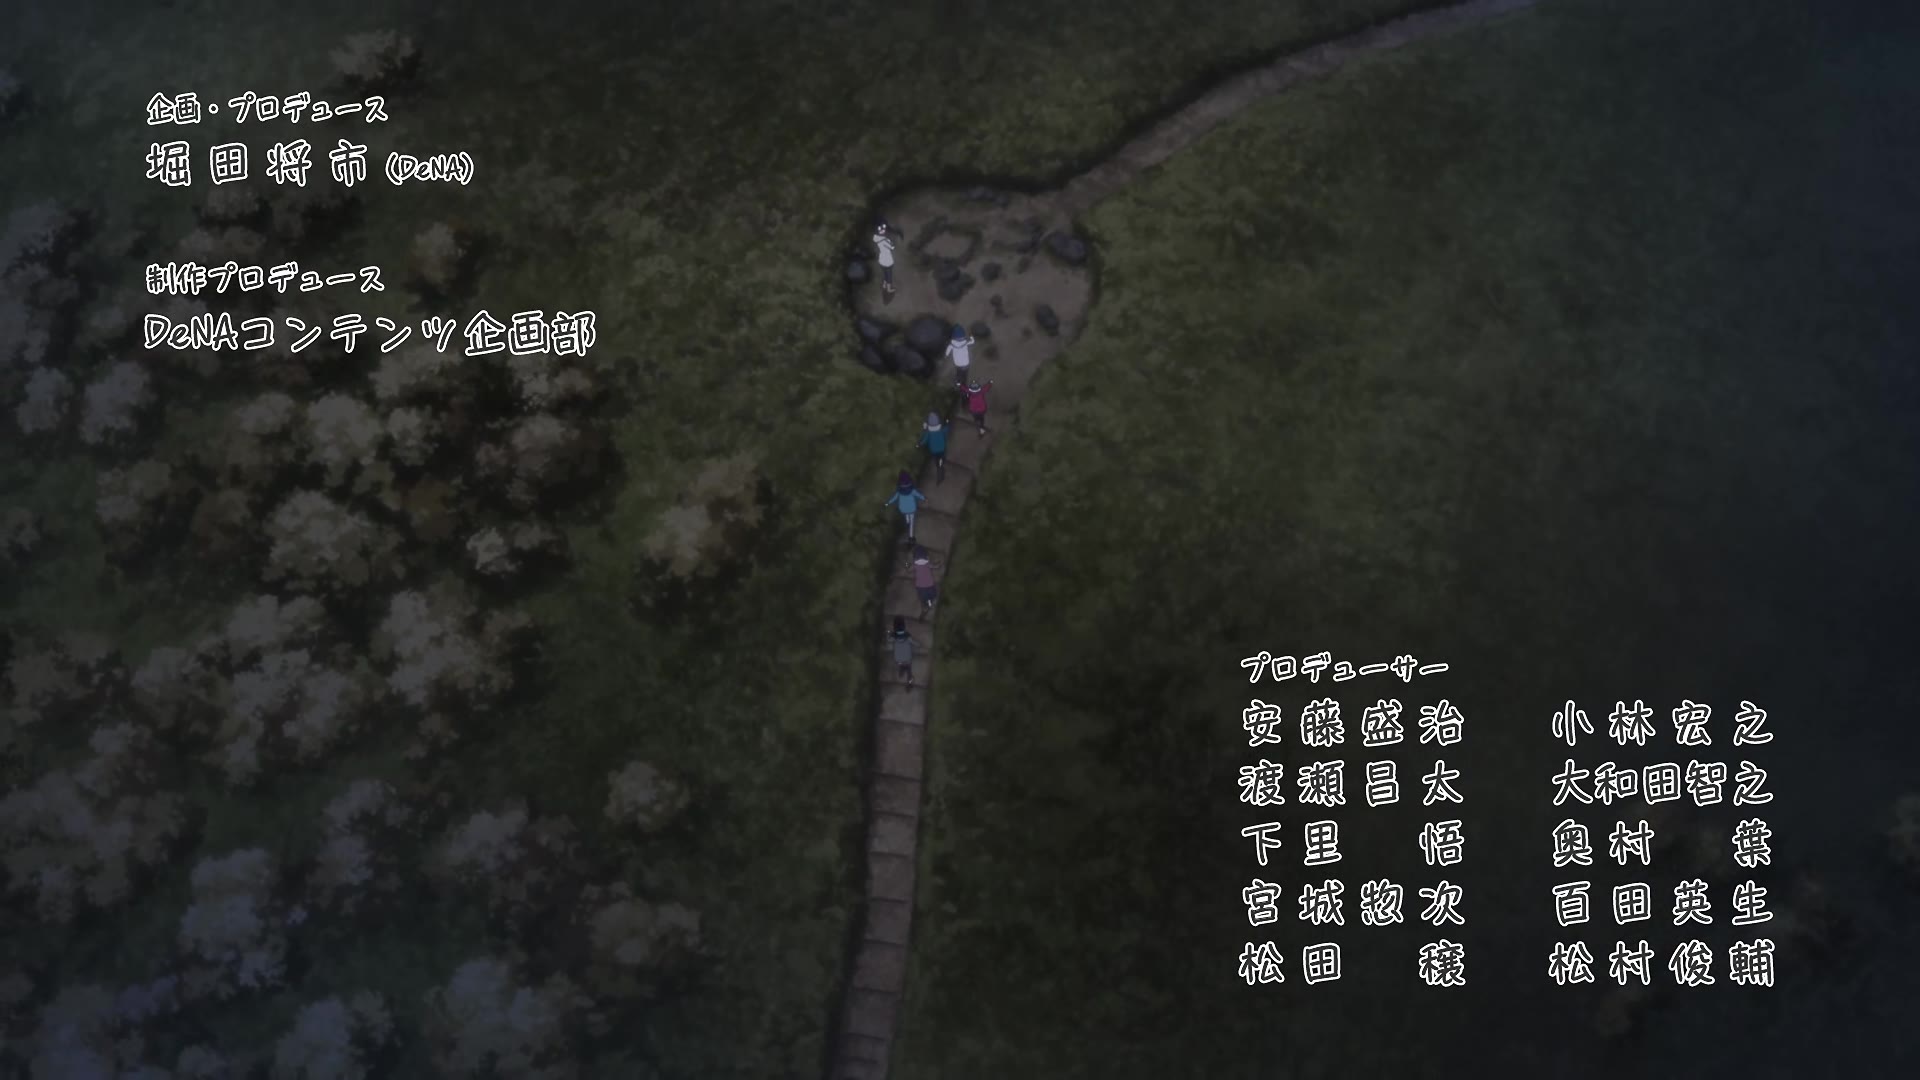 企画・プロデュース
堀田将市(DeNA)
制作プロデュース
DeNAコンテンツ企画部
プロデューサー
安藤盛治 小林宏之
渡瀬昌太 大和田智之
下里 悟 奥村 葉
宮城惣次 百田英生
松田 穣 松村俊輔